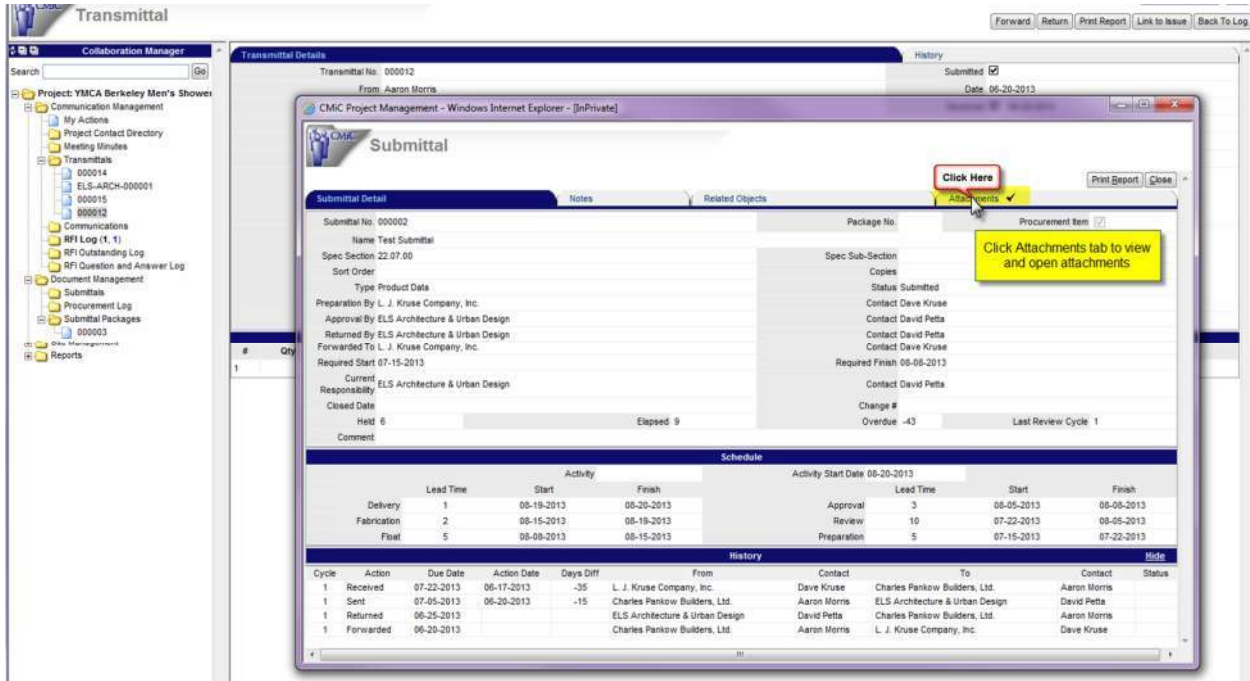 CMiC
Transmittal
Forward Return Print Report Link to Issue Back To Log
Collaboration Manager
Search Go
Project: YMCA Berkeley Men's Shower
Communication Management
My Actions
Project Contact Directory
Meeting Minutes
Transmittals
000014
ELS-ARCH-000001
000015
000012
Communications
RFI Log (1, 1)
RFI Outstanding Log
RFI Question and Answer Log
Document Management
Submittals
Procurement Log
Submittal Packages
000003
Reports
Transmittal Details History
Transmittal No. 000012 Submitted
From Aaron Morris Date 06-20-2013
# Qty
1
CMiC Project Management - Windows Internet Explorer - [InPrivate]
CMiC
Submittal
Click Here
Print Report Close
Submittal Detail Notes Related Objects Attachments
Click Attachments tab to view
and open attachments
Submittal No. 000002 Package No. Procurement Item
Name Test Submittal
Spec Section 22.07.00 Spec Sub-Section
Sort Order Copies
Type Product Data Status Submitted
Preparation By L. J. Kruse Company, Inc. Contact Dave Kruse
Approval By ELS Architecture & Urban Design Contact David Petta
Returned By ELS Architecture & Urban Design Contact David Petta
Forwarded To L. J. Kruse Company, Inc. Contact Dave Kruse
Required Start 07-15-2013 Required Finish 08-08-2013
Current
Responsibility ELS Architecture & Urban Design Contact David Petta
Closed Date Change #
Held 6 Elapsed 9 Overdue -43 Last Review Cycle 1
Comment
Schedule
Activity Activity Start Date 08-20-2013
Lead Time Start Finish Lead Time Start Finish
Delivery 1 08-19-2013 08-20-2013 Approval 3 08-05-2013 08-08-2013
Fabrication 2 08-15-2013 08-19-2013 Review 10 07-22-2013 08-05-2013
Float 5 08-08-2013 08-15-2013 Preparation 5 07-15-2013 07-22-2013
History Hide
Cycle Action Due Date Action Date Days Diff From Contact To Contact Status
1 Received 07-22-2013 06-17-2013 -35 L. J. Kruse Company, Inc. Dave Kruse Charles Pankow Builders, Ltd. Aaron Morris
1 Sent 07-05-2013 06-20-2013 -15 Charles Pankow Builders, Ltd. Aaron Morris ELS Architecture & Urban Design David Petta
1 Returned 06-25-2013 ELS Architecture & Urban Design David Petta Charles Pankow Builders, Ltd. Aaron Morris
1 Forwarded 06-20-2013 Charles Pankow Builders, Ltd. Aaron Morris L. J. Kruse Company, Inc. Dave Kruse